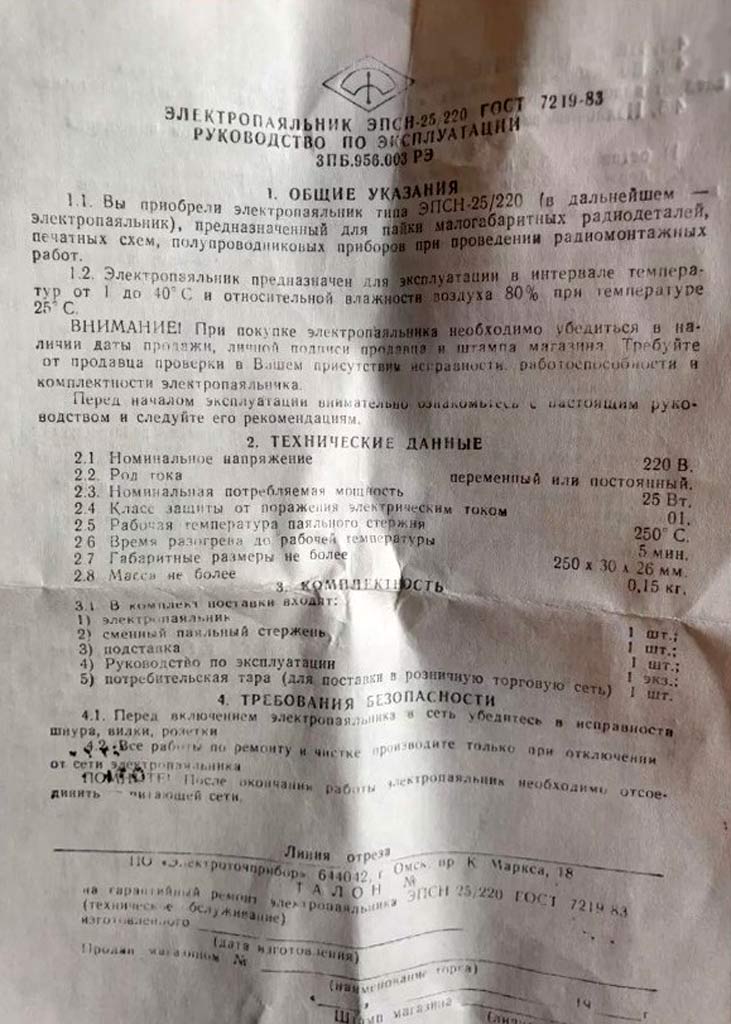 ЭЛЕКТРОПАЯЛЬНИК ЭПСН-25/220 ГОСТ 7219-83
РУКОВОДСТВО ПО ЭКСПЛУАТАЦИИ
3ПБ.956.003 РЭ
1. ОБЩИЕ УКАЗАНИЯ
1.1. Вы приобрели электропаяльник типа ЭПСН-25/220 (в дальнейшем —
электропаяльник), предназначенный для пайки малогабаритных радиодеталей,
печатных схем, полупроводниковых приборов при проведении радиомонтажных
работ.
1.2. Электропаяльник предназначен для эксплуатации в интервале темпера-
тур от 1 до 40°С и относительной влажности воздуха 80% при температуре
25°С.
ВНИМАНИЕ! При покупке электропаяльника необходимо убедиться в на-
личии даты продажи, личной подписи продавца и штампа магазина. Требуйте
от продавца проверки в Вашем присутствии исправности, работоспособности и
комплектности электропаяльника.
Перед началом эксплуатации внимательно ознакомьтесь с настоящим руко-
водством и следуйте его рекомендациям.
2. ТЕХНИЧЕСКИЕ ДАННЫЕ
2.1 Номинальное напряжение 220 В.
2.2. Род тока переменный или постоянный.
2.3. Номинальная потребляемая мощность 25 Вт.
2.4 Класс защиты от поражения электрическим током 01.
2.5 Рабочая температура паяльного стержня 250°С.
2.6 Время разогрева до рабочей температуры 5 мин.
2.7 Габаритные размеры не более 250 х 30 х 26 мм.
2.8 Масса не более 0,15 кг.
3. КОМПЛЕКТНОСТЬ
3.1. В комплект поставки входят:
1) электропаяльник 1 шт.;
2) сменный паяльный стержень 1 шт.;
3) подставка 1 шт.;
4) Руководство по эксплуатации 1 экз.;
5) потребительская тара (для поставки в розничную торговую сеть) 1 шт.
4. ТРЕБОВАНИЯ БЕЗОПАСНОСТИ
4.1. Перед включением электропаяльника в сеть убедитесь в исправности
шнура, вилки, розетки
4.2. Все работы по ремонту и чистке производите только при отключении
от сети электропаяльника
ПОМНИТЕ! После окончания работы электропаяльник необходимо отсое-
динить питающей сети.
Линия отреза
ПО «Электроточприбор» 644042, г Омск, пр К Маркса, 18
ТАЛОН №
на гарантийный ремонт электропаяльника ЭПСН 25/220 ГОСТ 7219 83
(техническое обслуживание)
изготовленного
(дата изготовления)
Продан магазином №
(наименование торга)
19 г
Штамп магазина